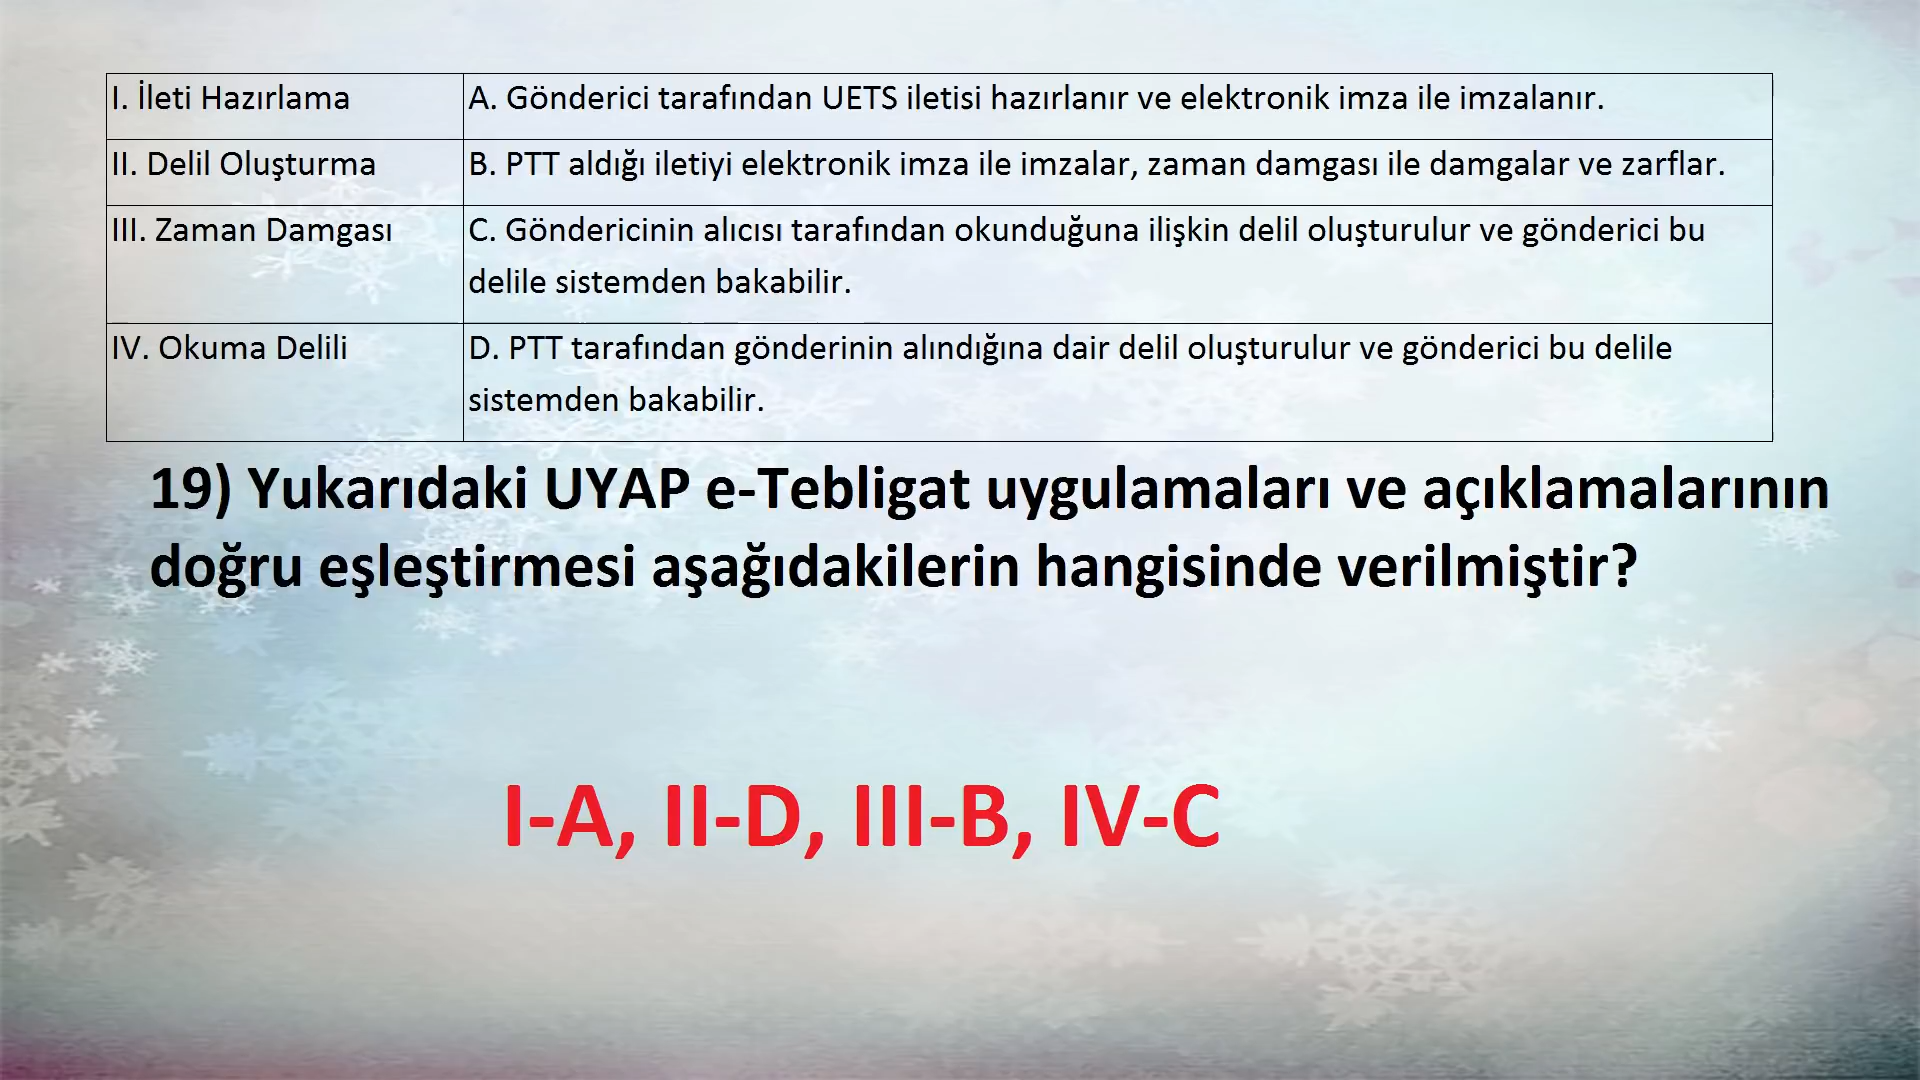 I. İleti Hazırlama
A. Gönderici tarafından UETS iletisi hazırlanır ve elektronik imza ile imzalanır.
II. Delil Oluşturma
B. PTT aldığı iletiyi elektronik imza ile imzalar, zaman damgası ile damgalar ve zarflar.
III. Zaman Damgası
C. Göndericinin alıcısı tarafından okunduğuna ilişkin delil oluşturulur ve gönderici bu
delile sistemden bakabilir.
IV. Okuma Delili
D. PTT tarafından gönderinin alındığına dair delil oluşturulur ve gönderici bu delile
sistemden bakabilir.
19) Yukarıdaki UYAP e-Tebligat uygulamaları ve açıklamalarının
doğru eşleştirmesi aşağıdakilerin hangisinde verilmiştir?
I-A, II-D, III-B, IV-C